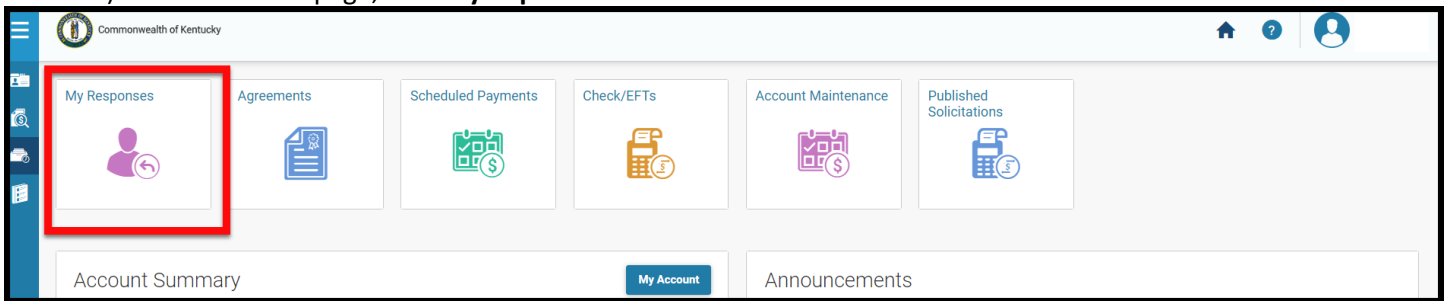 Commonwealth of Kentucky
?
My Responses
Agreements
Scheduled Payments
Check/EFTs
Account Maintenance
Published
Solicitations
Account Summary
My Account
Announcements